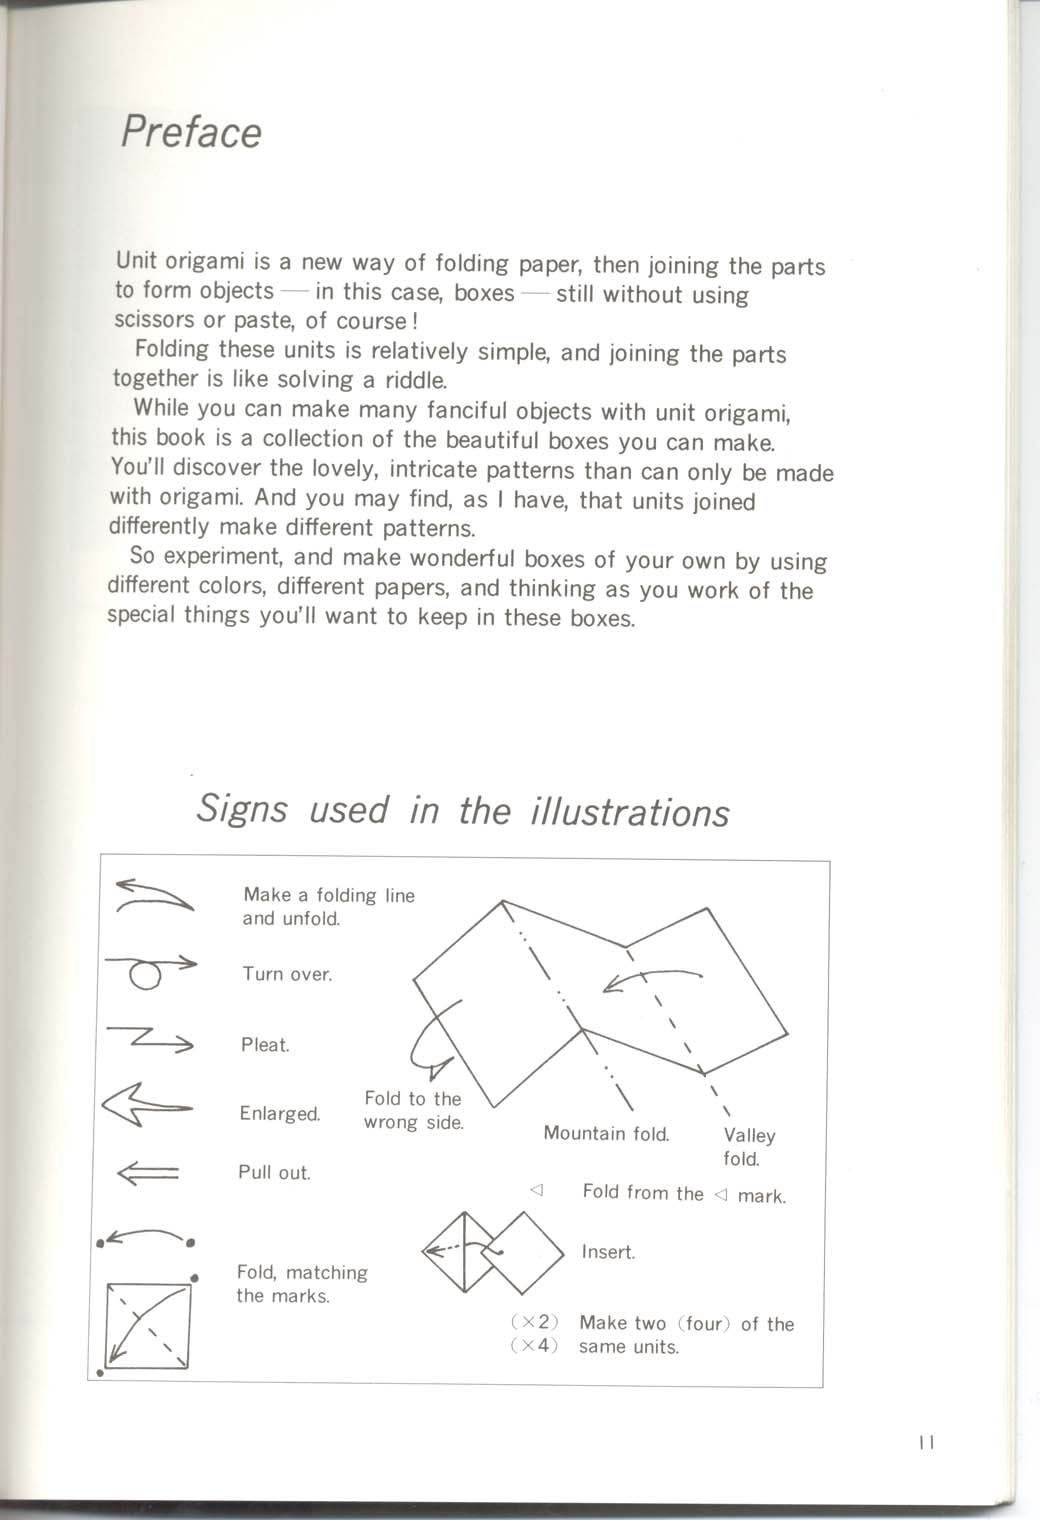 Preface
Unit origami is a new way of folding paper, then joining the parts
to form objects — in this case, boxes — still without using
scissors or paste, of course!
Folding these units is relatively simple, and joining the parts
together is like solving a riddle.
While you can make many fanciful objects with unit origami,
this book is a collection of the beautiful boxes you can make.
You'll discover the lovely, intricate patterns than can only be made
with origami. And you may find, as I have, that units joined
differently make different patterns.
So experiment, and make wonderful boxes of your own by using
different colors, different papers, and thinking as you work of the
special things you'll want to keep in these boxes.
Signs used in the illustrations
Make a folding line
and unfold.
Turn over.
Pleat.
Enlarged.
Pull out.
Fold, matching
the marks.
Fold to the
wrong side.
Mountain fold.
Valley
fold.
◁ Fold from the ◁ mark.
Insert.
(×2) Make two (four) of the
(×4) same units.
11